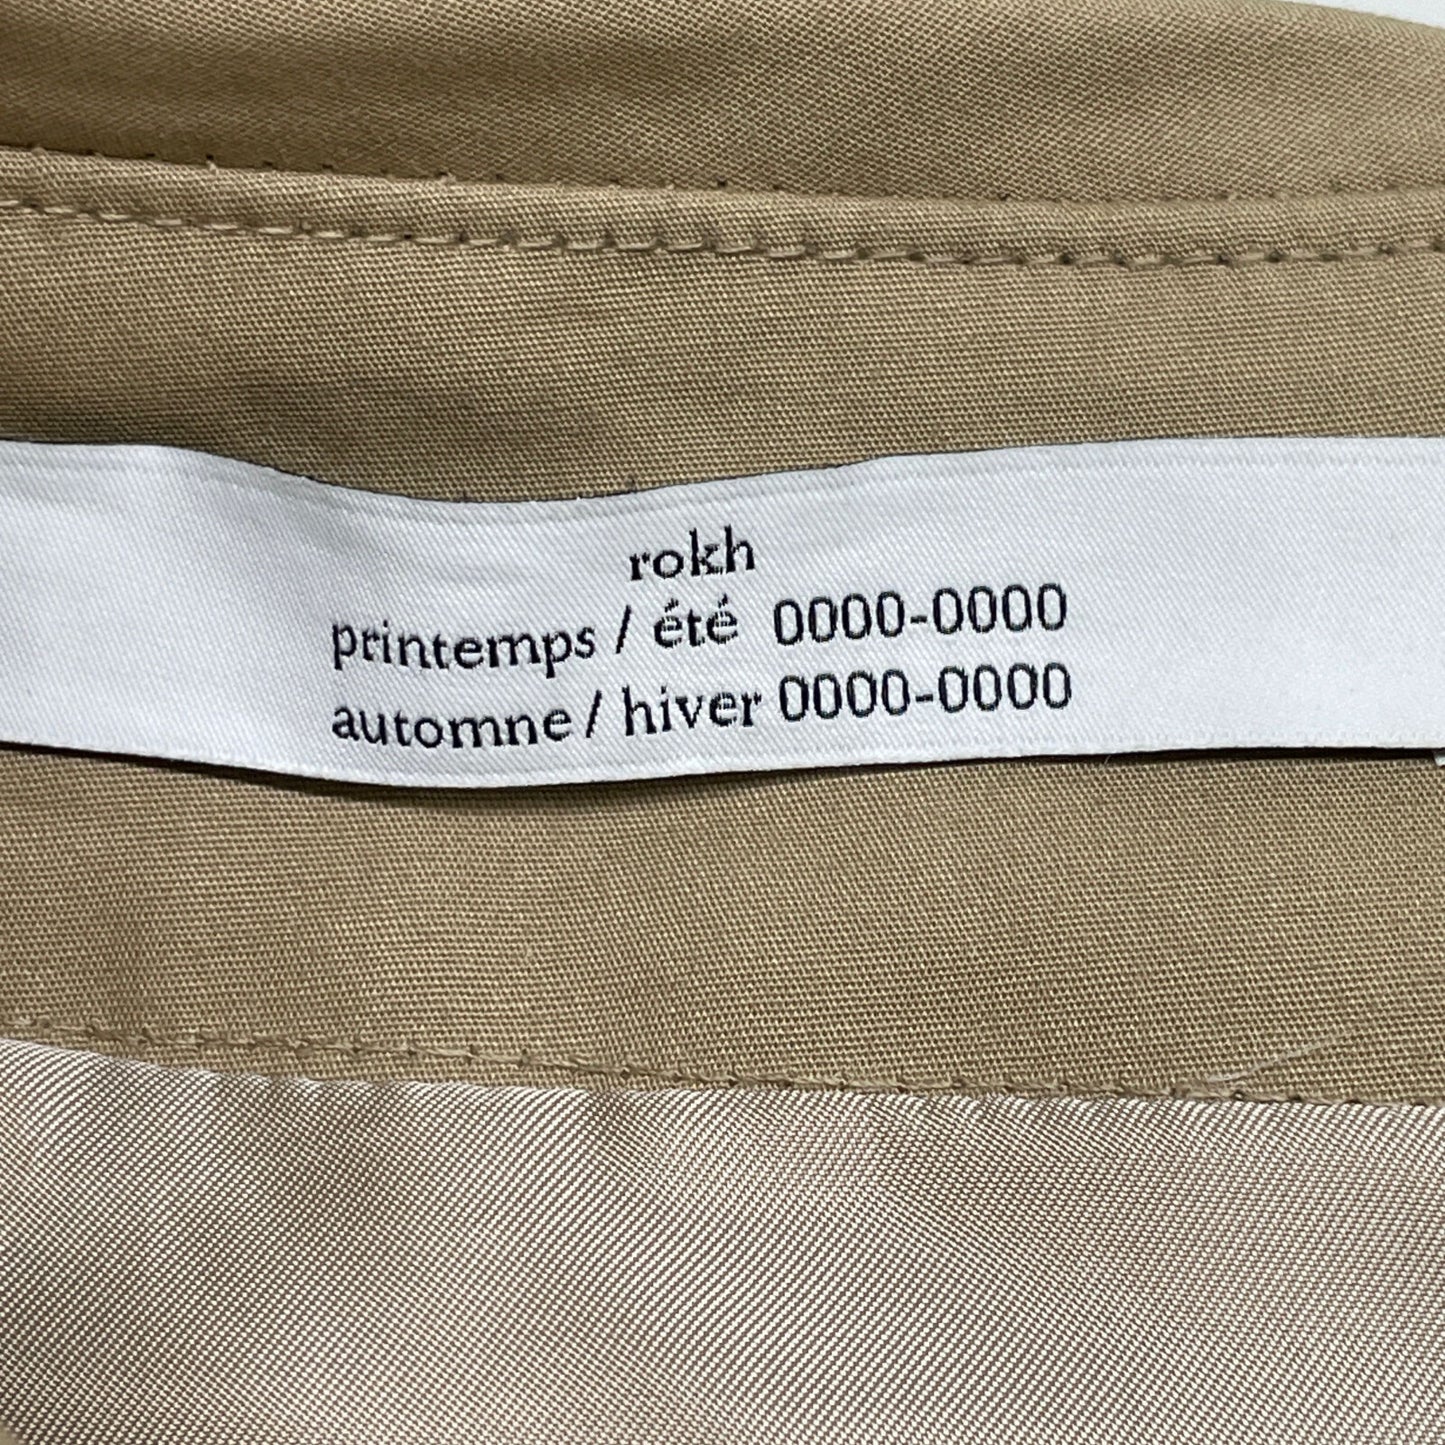 rokh
printemps / été 0000-0000
automne / hiver 0000-0000